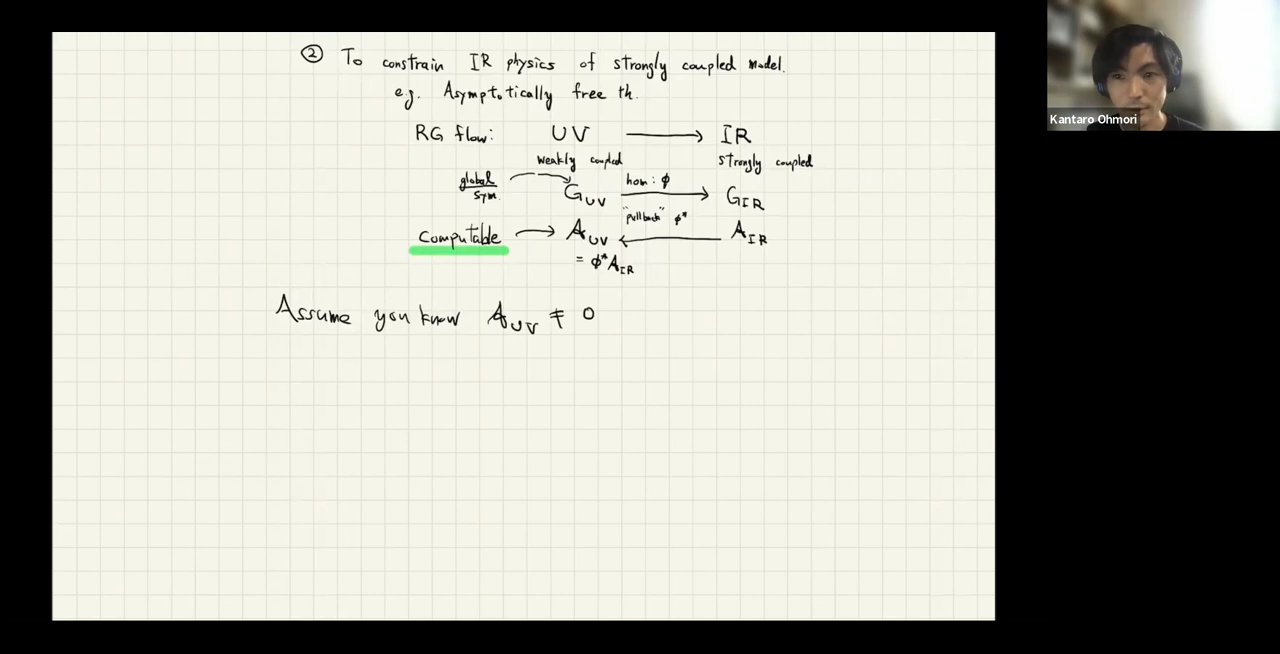 ② To constrain IR physics of strongly coupled model.
e.g. Asymptotically free th.
RG flow: UV → IR
weakly coupled strongly coupled
global sym. → G_UV hom: φ → G_IR
"pullback" φ*
computable → A_UV ← A_IR
= φ* A_IR
Assume you know A_UV ≠ 0
Kantaro Ohmori